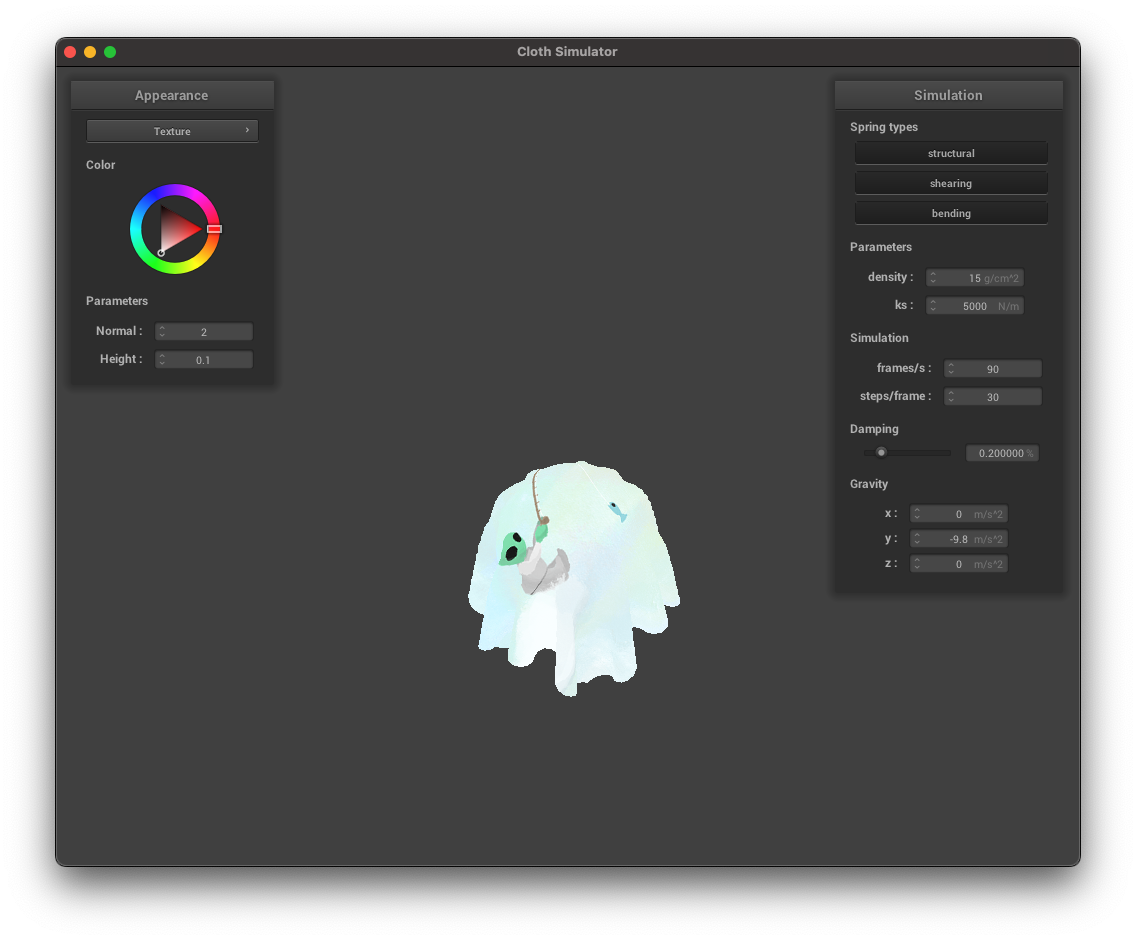 Cloth Simulator
Appearance
Texture
Color
Parameters
Normal : 2
Height : 0.1
Simulation
Spring types
structural
shearing
bending
Parameters
density : 15 g/cm^2
ks : 5000 N/m
Simulation
frames/s : 90
steps/frame : 30
Damping
0.200000 %
Gravity
x : 0 m/s^2
y : -9.8 m/s^2
z : 0 m/s^2